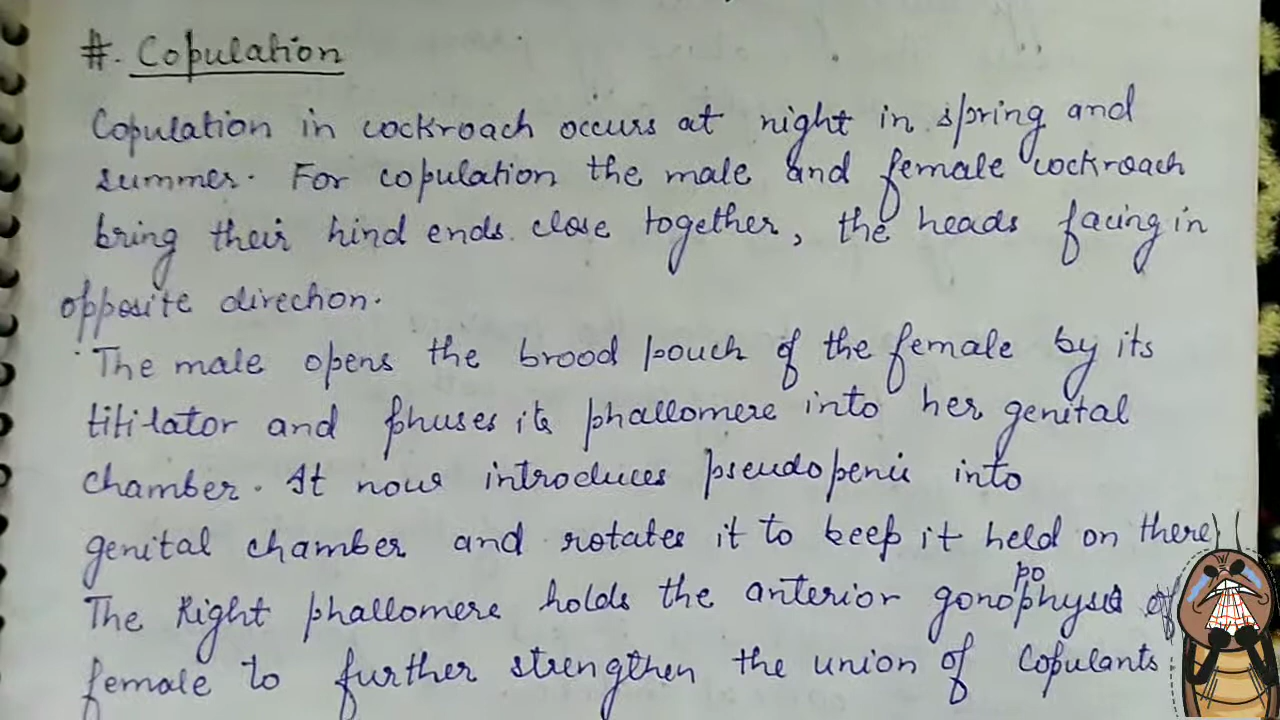 #. Copulation
Copulation in cockroach occurs at night in spring and
summer. For copulation the male and female cockroach
bring their hind ends close together, the heads facing in
opposite direction.
The male opens the brood pouch of the female by its
titilator and phuses its phallomere into her genital
chamber. It now introduces pseudopenis into
genital chamber and rotates it to keep it held on there
The Right phallomere holds the anterior gonopophyses of
female to further strengthen the union of Copulants